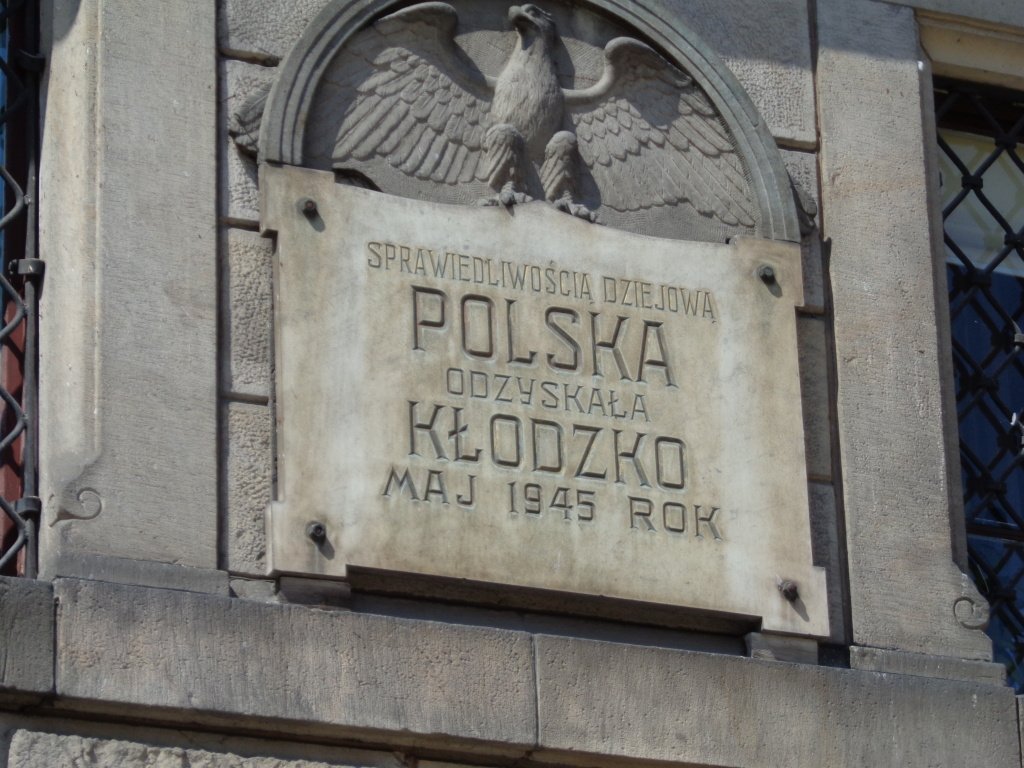 SPRAWIEDLIWOŚCIĄ DZIEJOWĄ
POLSKA
ODZYSKAŁA
KŁODZKO
MAJ 1945 ROK